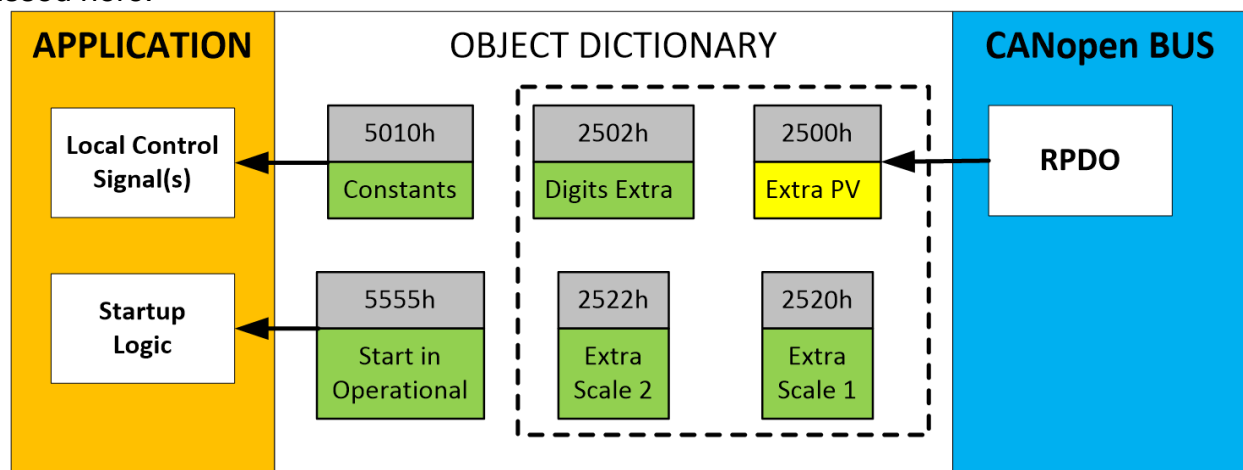 APPLICATION
OBJECT DICTIONARY
CANopen BUS
Local Control
Signal(s)
5010h
Constants
2502h
Digits Extra
2500h
Extra PV
RPDO
Startup
Logic
5555h
Start in
Operational
2522h
Extra
Scale 2
2520h
Extra
Scale 1